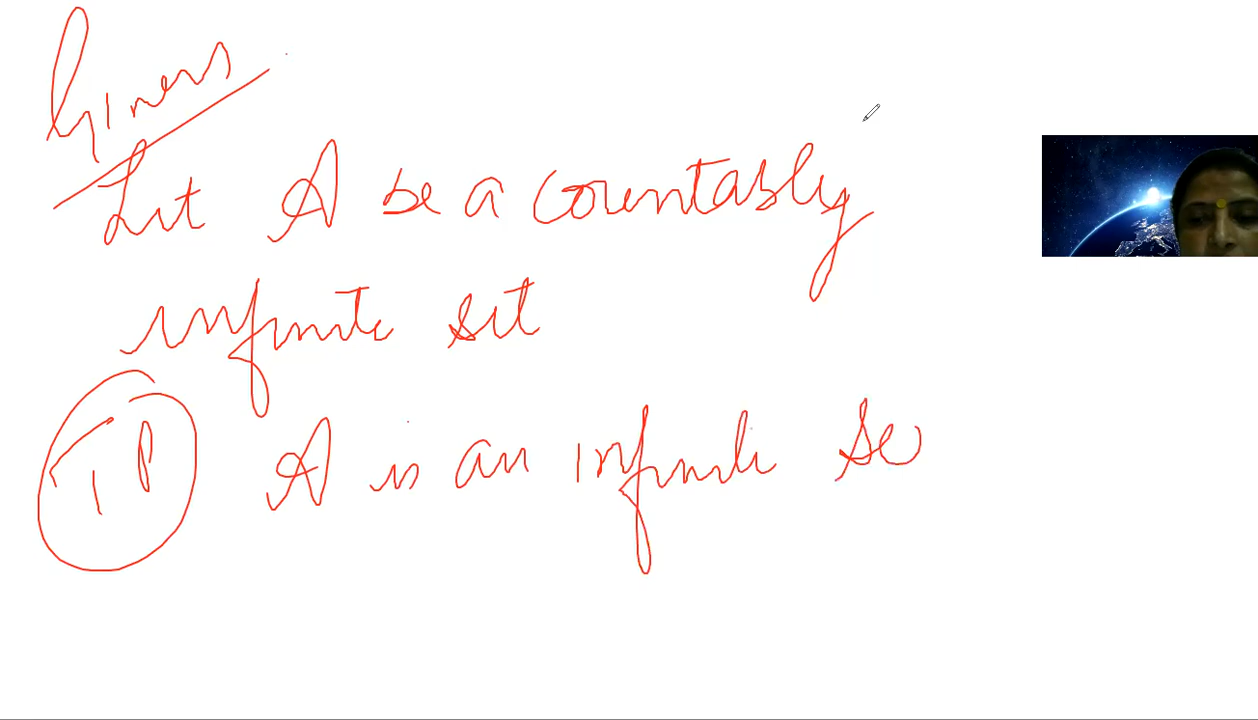 Given
Let A be a countably
infinite set
TP A is an infinite Se